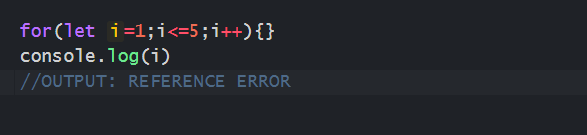 for(let i=1;i<=5;i++){}
console.log(i)
//OUTPUT: REFERENCE ERROR